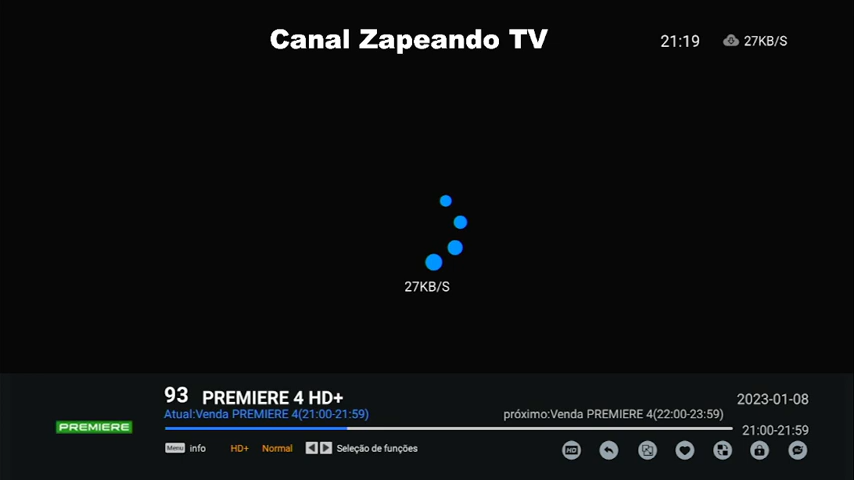 Canal Zapeando TV
21:19 27KB/S
27KB/S
93 PREMIERE 4 HD+ 2023-01-08
Atual:Venda PREMIERE 4(21:00-21:59) próximo:Venda PREMIERE 4(22:00-23:59)
PREMIERE
21:00-21:59
Menu info HD+ Normal Seleção de funções
HD